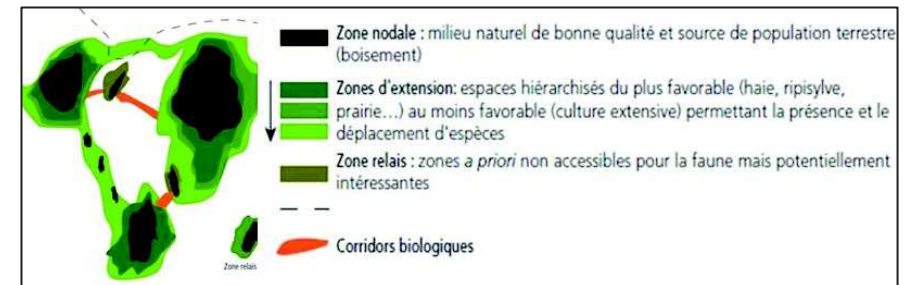 Zone nodale : milieu naturel de bonne qualité et source de population terrestre
(boisement)
Zones d'extension: espaces hiérarchisés du plus favorable (haie, ripisylve,
prairie...) au moins favorable (culture extensive) permettant la présence et le
déplacement d'espèces
Zone relais : zones a priori non accessibles pour la faune mais potentiellement
intéressantes
Corridors biologiques
Zone relais